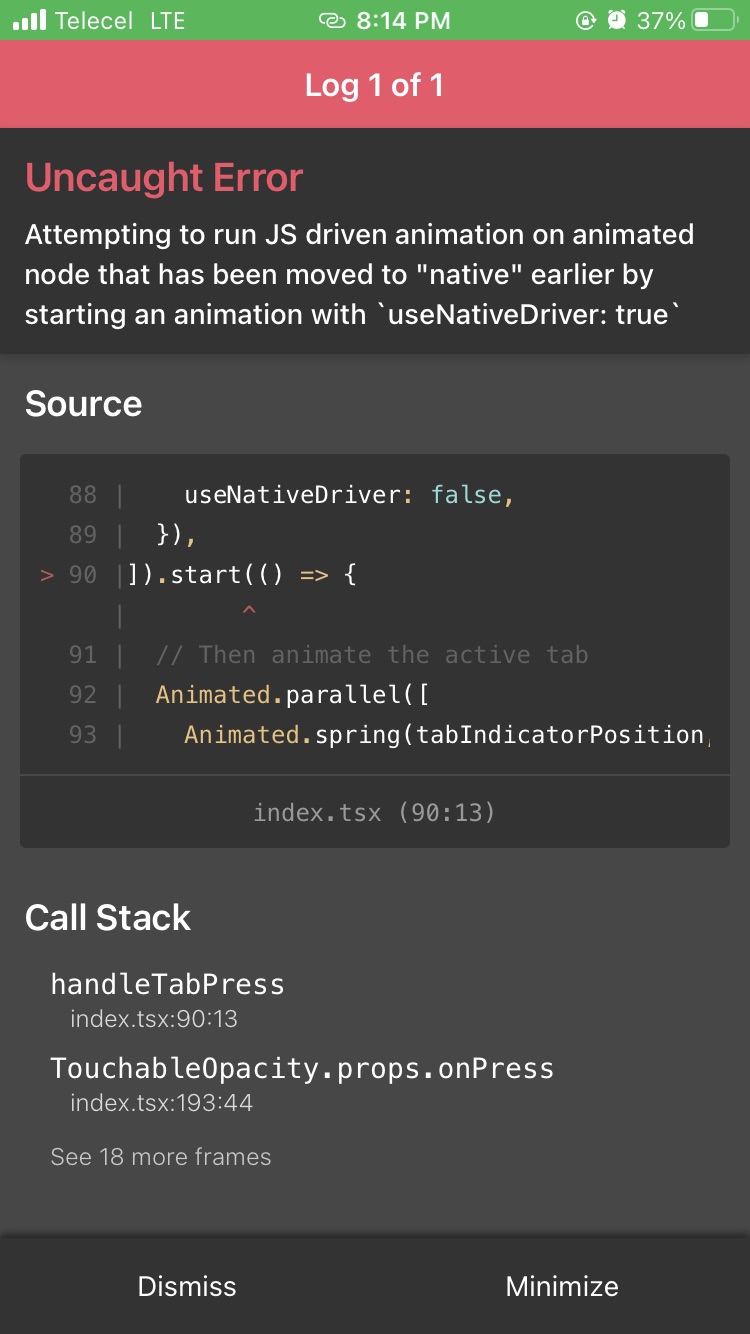 Telecel LTE 8:14 PM 37%
Log 1 of 1
Uncaught Error
Attempting to run JS driven animation on animated
node that has been moved to "native" earlier by
starting an animation with `useNativeDriver: true`
Source
88 | useNativeDriver: false,
89 | }),
> 90 | ]).start(() => {
| ^
91 | // Then animate the active tab
92 | Animated.parallel([
93 | Animated.spring(tabIndicatorPosition,
index.tsx (90:13)
Call Stack
handleTabPress
index.tsx:90:13
TouchableOpacity.props.onPress
index.tsx:193:44
See 18 more frames
Dismiss Minimize